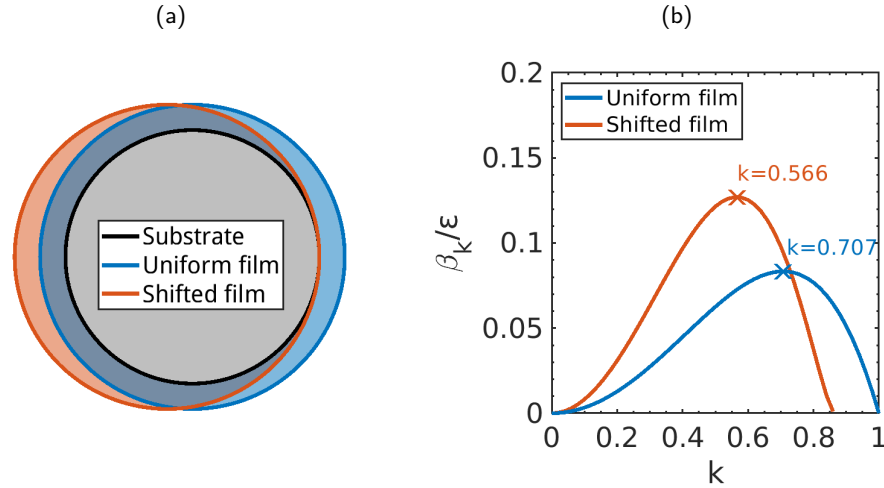 (a)
Substrate
Uniform film
Shifted film
(b)
0.2
0.15
0.1
0.05
0
β_k/ε
Uniform film
Shifted film
k=0.566
k=0.707
0 0.2 0.4 0.6 0.8 1
k